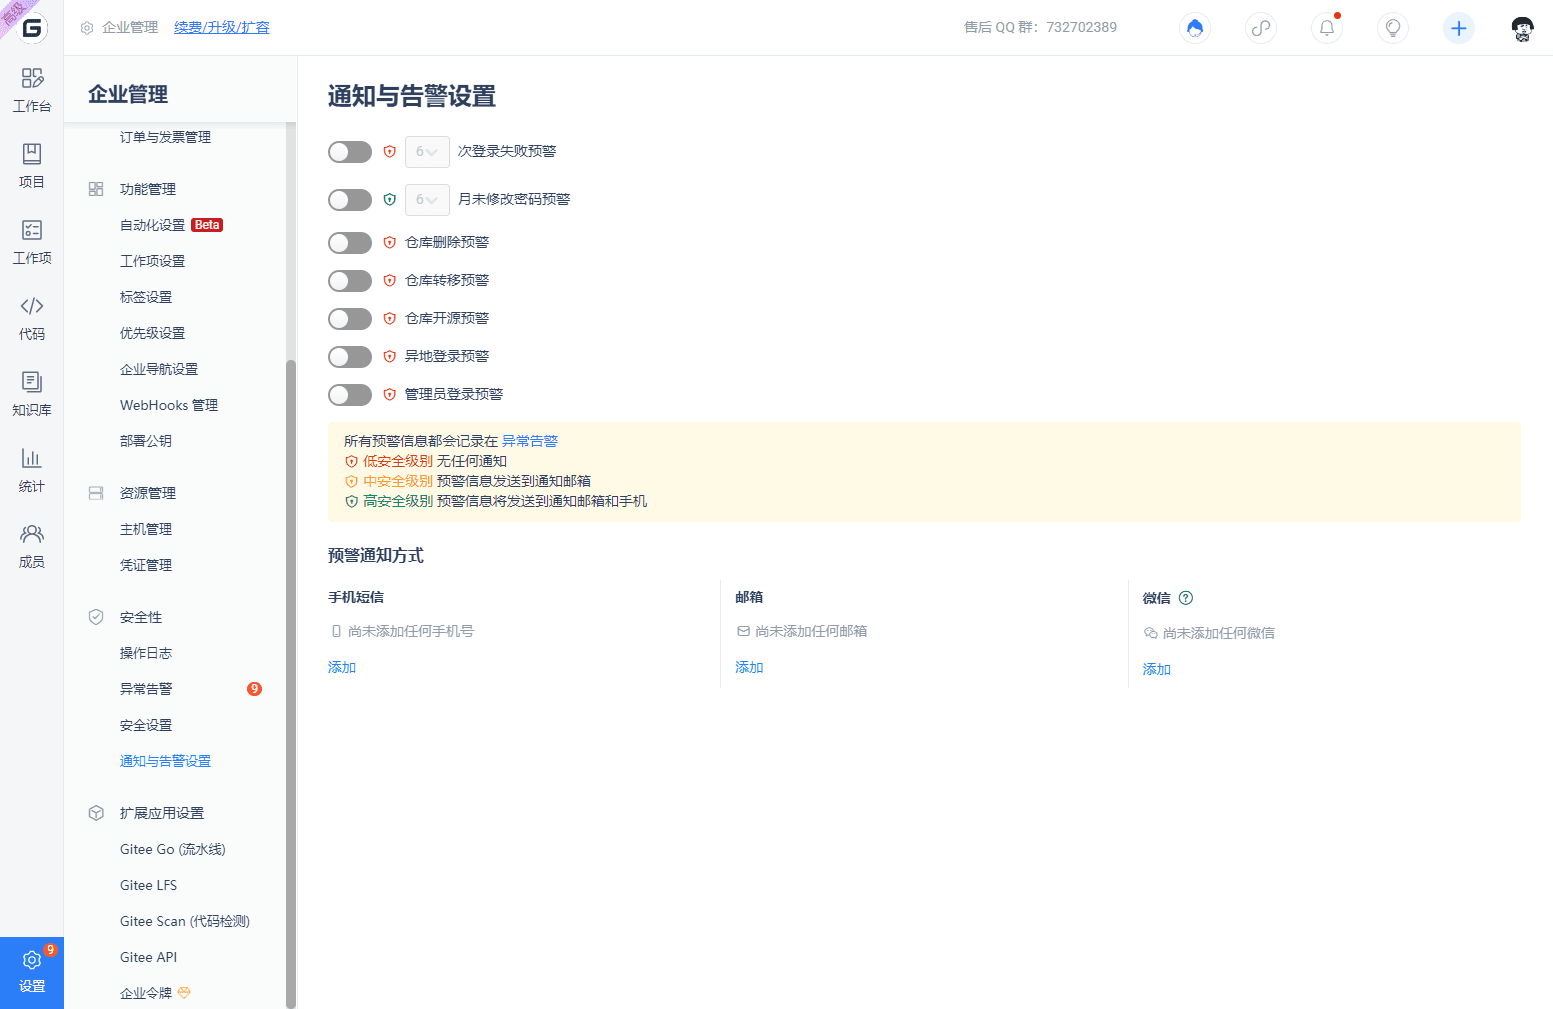 高级
企业管理 续费/升级/扩容
售后 QQ 群：732702389
工作台
项目
工作项
代码
知识库
统计
成员
9
设置
企业管理
订单与发票管理
功能管理
自动化设置 Beta
工作项设置
标签设置
优先级设置
企业导航设置
WebHooks 管理
部署公钥
资源管理
主机管理
凭证管理
安全性
操作日志
异常告警 9
安全设置
通知与告警设置
扩展应用设置
Gitee Go (流水线)
Gitee LFS
Gitee Scan (代码检测)
Gitee API
企业令牌
通知与告警设置
6 次登录失败预警
6 月未修改密码预警
仓库删除预警
仓库转移预警
仓库开源预警
异地登录预警
管理员登录预警
所有预警信息都会记录在 异常告警
低安全级别 无任何通知
中安全级别 预警信息发送到通知邮箱
高安全级别 预警信息将发送到通知邮箱和手机
预警通知方式
手机短信
尚未添加任何手机号
添加
邮箱
尚未添加任何邮箱
添加
微信
尚未添加任何微信
添加